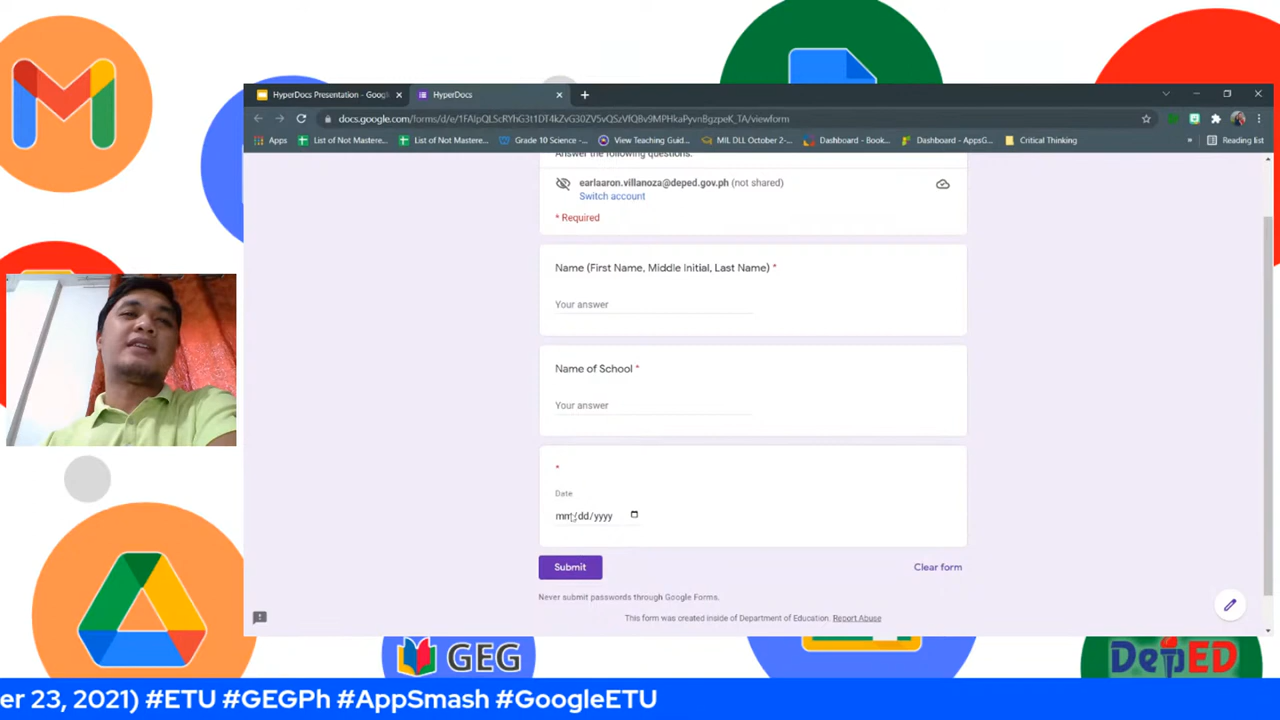 HyperDocs Presentation - Goog
HyperDocs
docs.google.com/forms/d/e/1FAIpQLScRYhG3t1DT4kZvG30ZV5vQSzVfQBv9MPHkaPyvnBgzpeK_TA/viewform
Apps
List of Not Mastere...
List of Not Mastere...
Grade 10 Science -...
View Teaching Guid...
MIL DLL October 2-...
Dashboard - Book...
Dashboard - AppsG...
Critical Thinking
»
Reading list
Answer the following questions.
earlaaron.villanoza@deped.gov.ph (not shared)
Switch account
* Required
Name (First Name, Middle Initial, Last Name) *
Your answer
Name of School *
Your answer
*
Date
mm/dd/yyyy
Submit
Clear form
Never submit passwords through Google Forms.
This form was created inside of Department of Education. Report Abuse
GEG
DepED
er 23, 2021) #ETU #GEGPh #AppSmash #GoogleETU